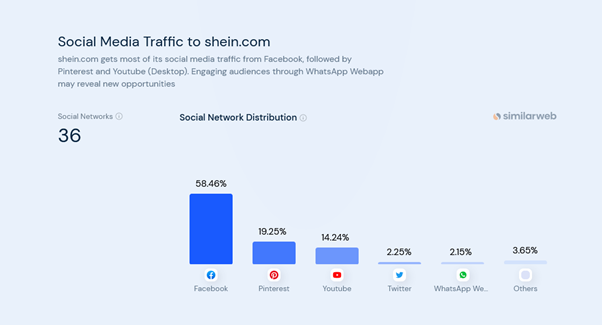 Social Media Traffic to shein.com
shein.com gets most of its social media traffic from Facebook, followed by
Pinterest and Youtube (Desktop). Engaging audiences through WhatsApp Webapp
may reveal new opportunities
Social Networks
36
Social Network Distribution
similarweb
58.46%
19.25%
14.24%
2.25%
2.15%
3.65%
Facebook
Pinterest
Youtube
Twitter
WhatsApp We...
Others